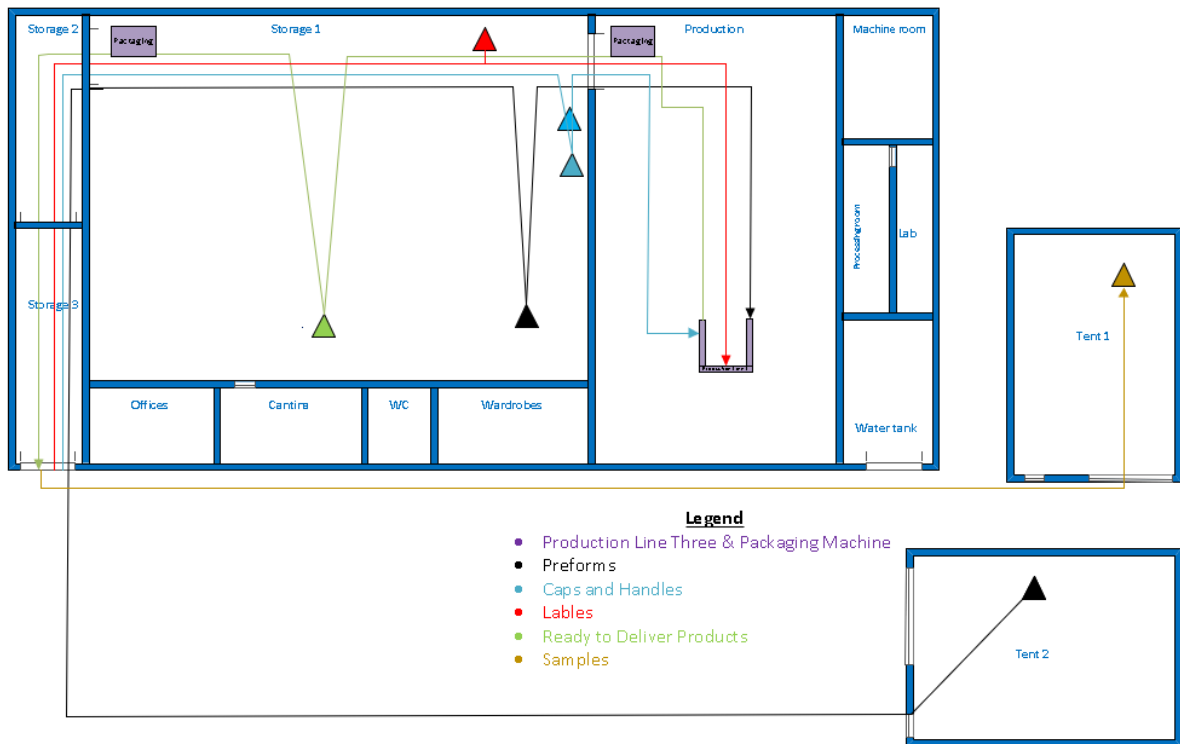 Storage 2
Storage 1
Production
Machine room
Packaging
Packaging
Processing room
Lab
Storage 3
Tent 1
Offices
Cantina
WC
Wardrobes
Water tank
Legend
Production Line Three & Packaging Machine
Preforms
Caps and Handles
Lables
Ready to Deliver Products
Samples
Tent 2